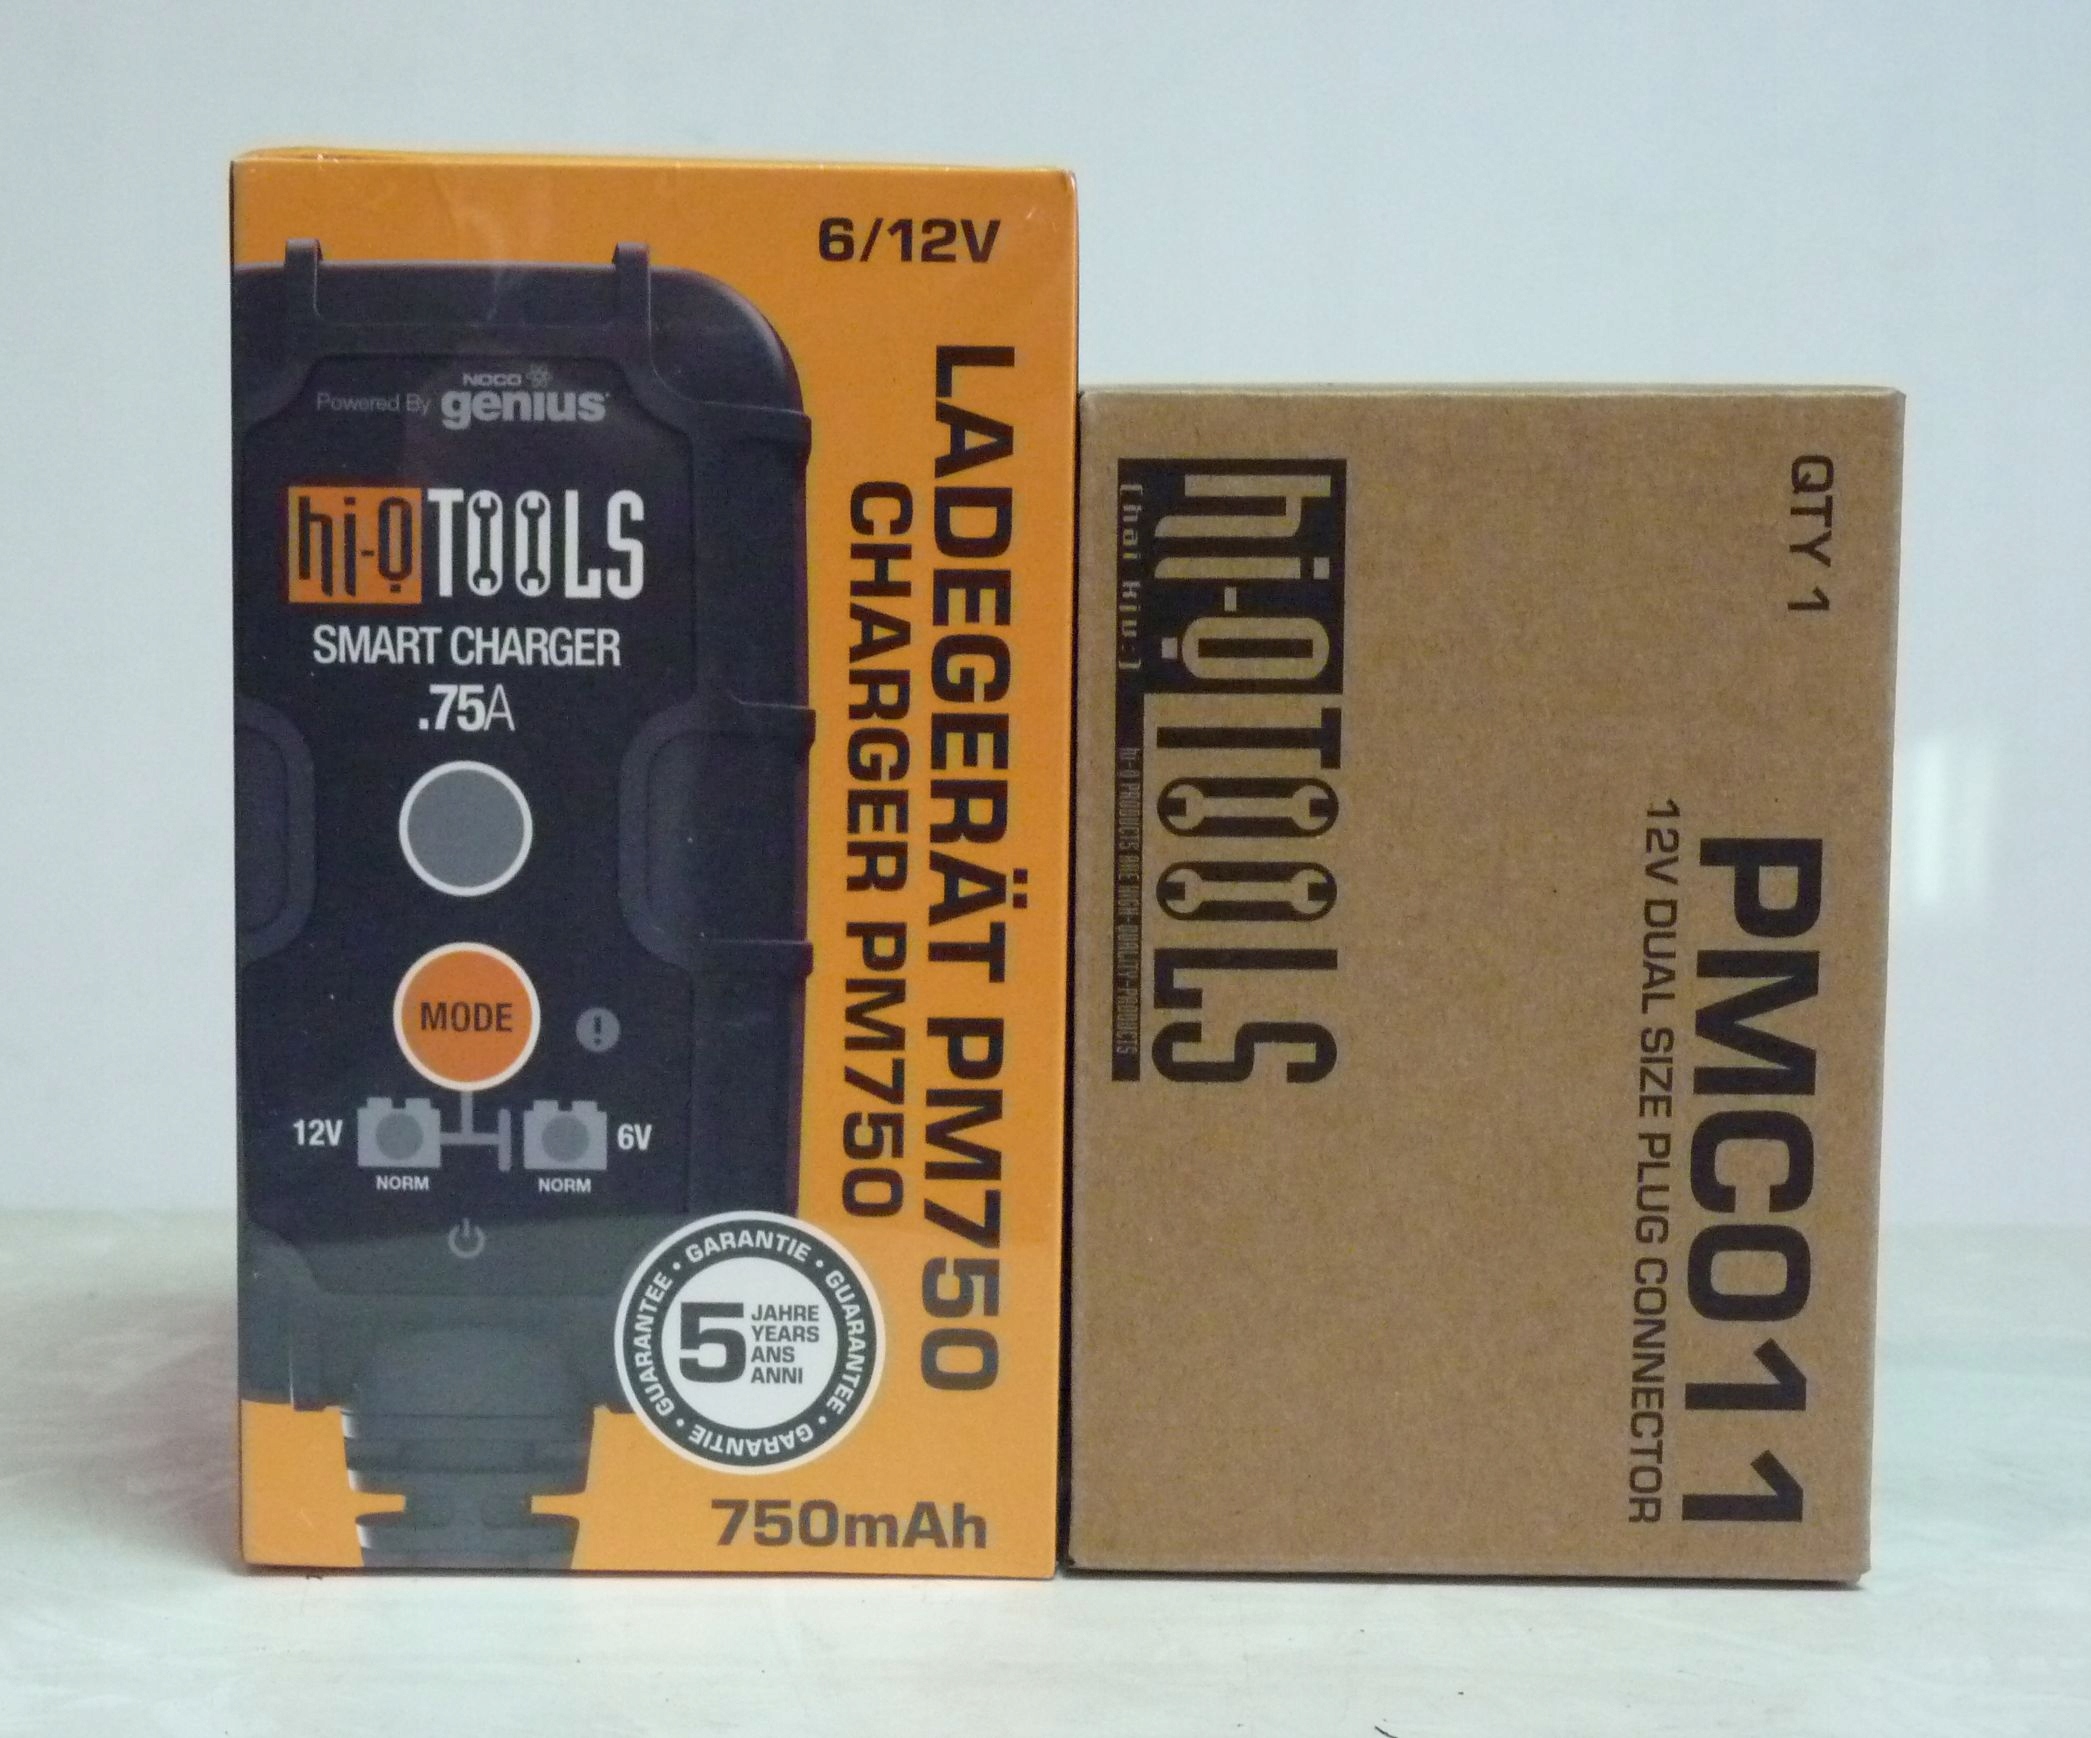 6/12V
NOCO
Powered By genius
hi-Q TOOLS
SMART CHARGER
.75A
MODE
12V
6V
NORM
NORM
LADEGERÄT PM750
CHARGER PM750
GARANTIE • GUARANTEE • GARANTIE • GUARANTEE •
5
JAHRE
YEARS
ANS
ANNI
750mAh
QTY 1
PMC011
12V DUAL SIZE PLUG CONNECTOR
hi-Q TOOLS
[hai kju:]
hi-Q PRODUCTS ARE HIGH-QUALITY-PRODUCTS